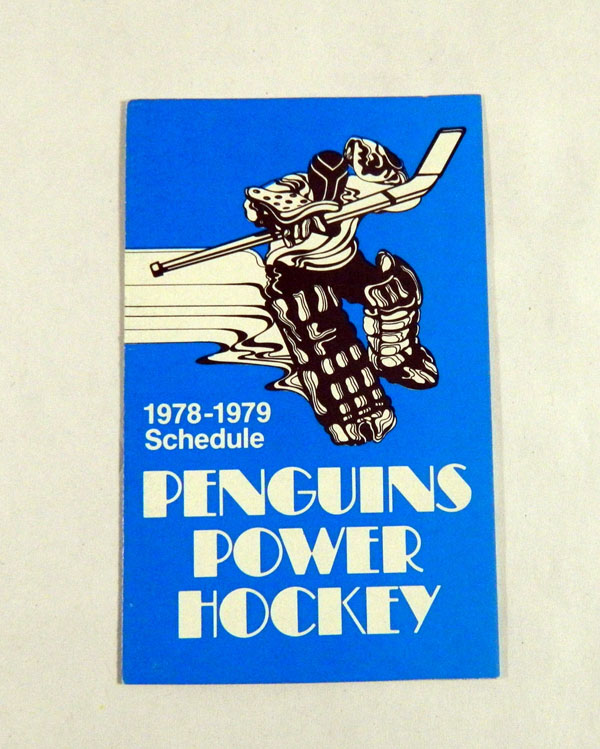 1978-1979
Schedule
PENGUINS
POWER
HOCKEY